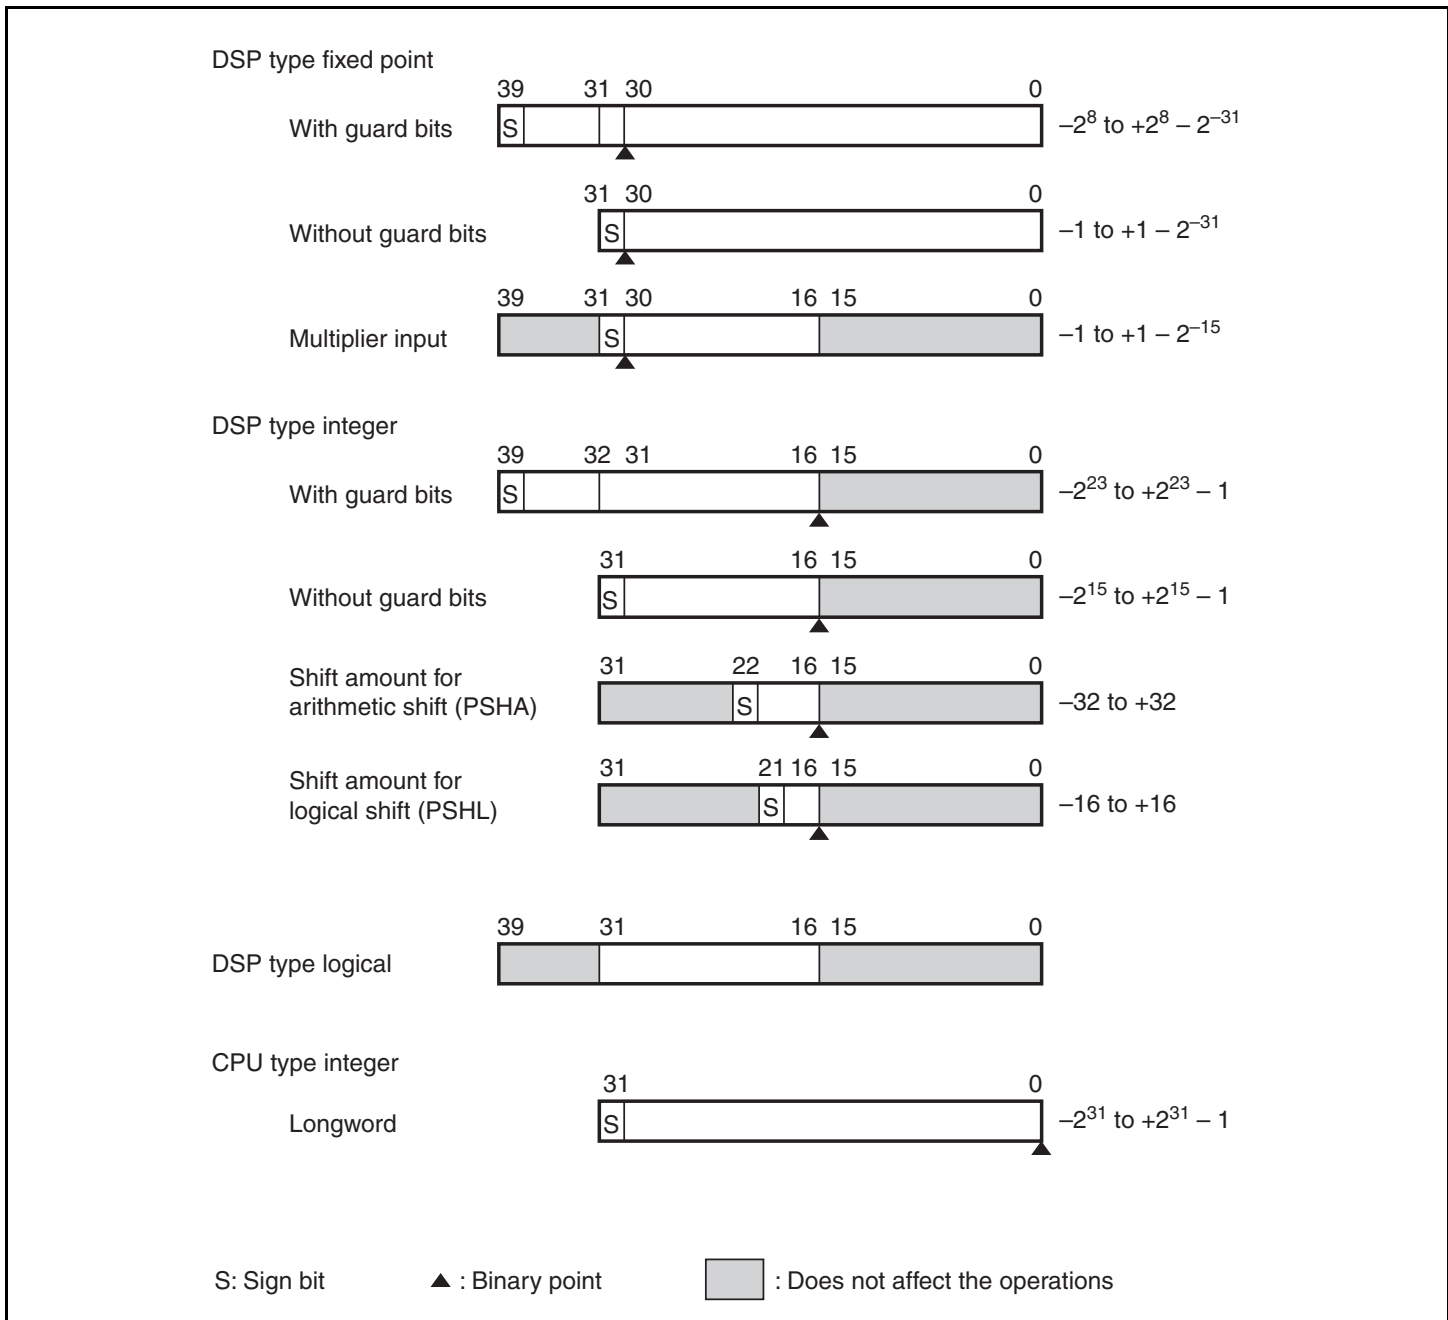 DSP type fixed point
39 31 30 0
With guard bits S –2^8 to +2^8 – 2^–31
31 30 0
Without guard bits S –1 to +1 – 2^–31
39 31 30 16 15 0
Multiplier input S –1 to +1 – 2^–15
DSP type integer
39 32 31 16 15 0
With guard bits S –2^23 to +2^23 – 1
31 16 15 0
Without guard bits S –2^15 to +2^15 – 1
31 22 16 15 0
Shift amount for
arithmetic shift (PSHA) S –32 to +32
31 21 16 15 0
Shift amount for
logical shift (PSHL) S –16 to +16
39 31 16 15 0
DSP type logical
CPU type integer
31 0
Longword S –2^31 to +2^31 – 1
S: Sign bit ▲ : Binary point : Does not affect the operations